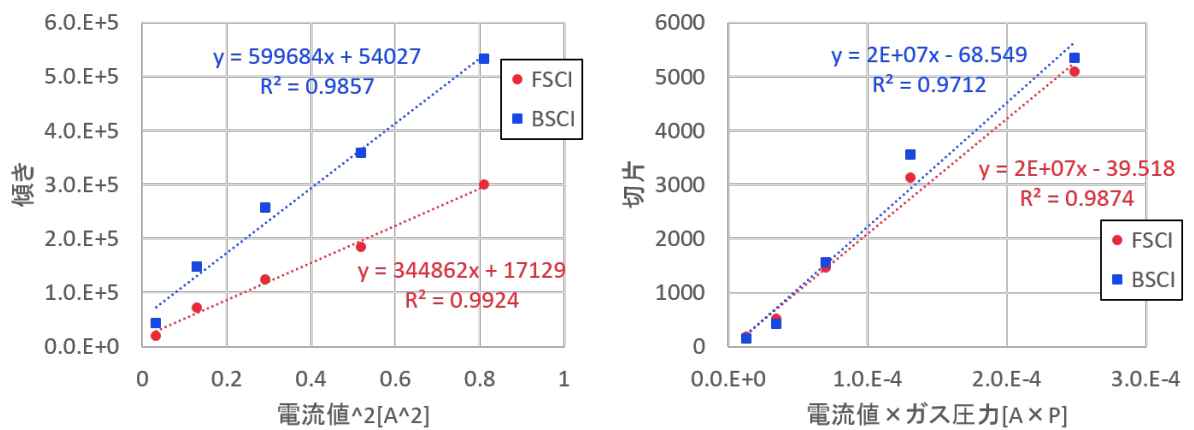 6.0.E+5
5.0.E+5
4.0.E+5
3.0.E+5
2.0.E+5
1.0.E+5
0.0.E+0
傾き
y = 599684x + 54027
R² = 0.9857
FSCI
BSCI
y = 344862x + 17129
R² = 0.9924
0
0.2
0.4
0.6
0.8
1
電流値^2[A^2]
6000
5000
4000
3000
2000
1000
0
切片
y = 2E+07x - 68.549
R² = 0.9712
y = 2E+07x - 39.518
R² = 0.9874
FSCI
BSCI
0.0.E+0
1.0.E-4
2.0.E-4
3.0.E-4
電流値×ガス圧力[A×P]